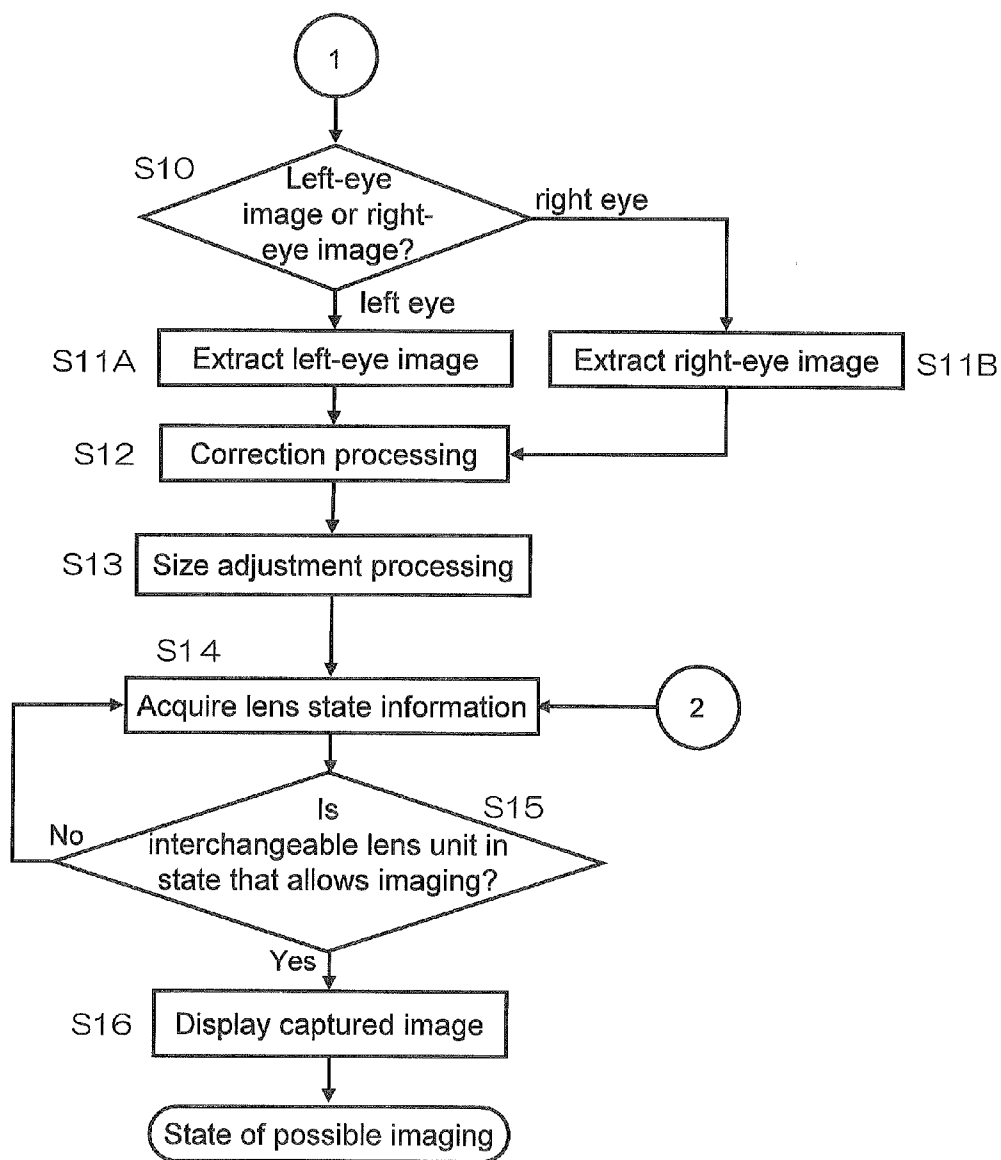 1
S10
Left-eye
image or right-
eye image?
right eye
left eye
S11A
Extract left-eye image
Extract right-eye image
S11B
S12
Correction processing
S13
Size adjustment processing
S14
Acquire lens state information
2
S15
Is
interchangeable lens unit in
state that allows imaging?
No
Yes
S16
Display captured image
State of possible imaging